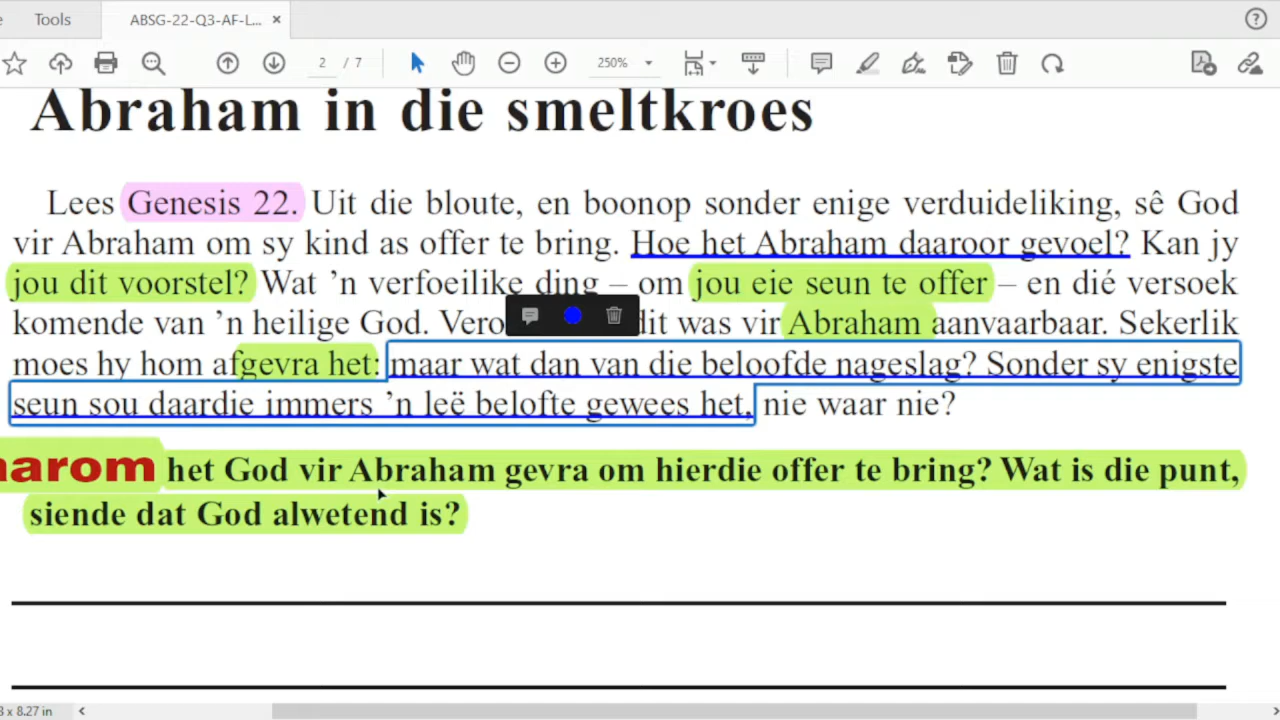 Tools
ABSG-22-Q3-AF-L... ×
2 / 7
250%
Abraham in die smeltkroes
Lees Genesis 22. Uit die bloute, en boonop sonder enige verduideliking, sê God
vir Abraham om sy kind as offer te bring. Hoe het Abraham daaroor gevoel? Kan jy
jou dit voorstel? Wat ’n verfoeilike ding – om jou eie seun te offer – en dié versoek
komende van ’n heilige God. dit was vir Abraham aanvaarbaar. Sekerlik
moes hy hom afgevra het: maar wat dan van die beloofde nageslag? Sonder sy enigste
seun sou daardie immers ’n leë belofte gewees het, nie waar nie?
het God vir Abraham gevra om hierdie offer te bring? Wat is die punt,
siende dat God alwetend is?
x 8.27 in